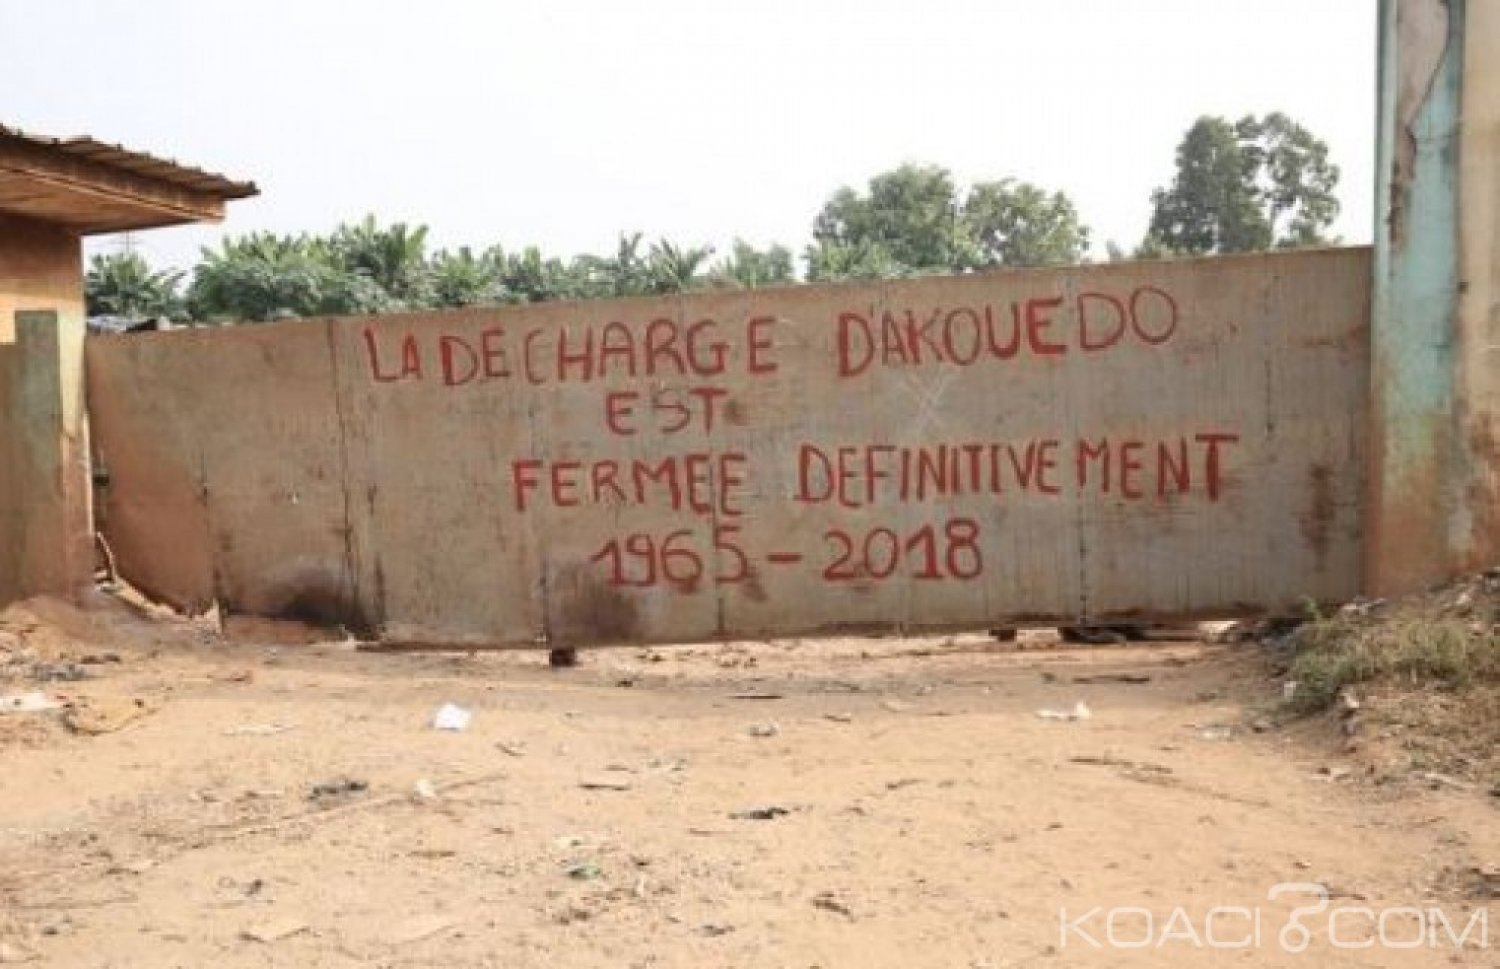 LA DECHARGE D'AKOUEDO
EST
FERMEE DEFINITIVEMENT
1965-2018
KOACI.COM